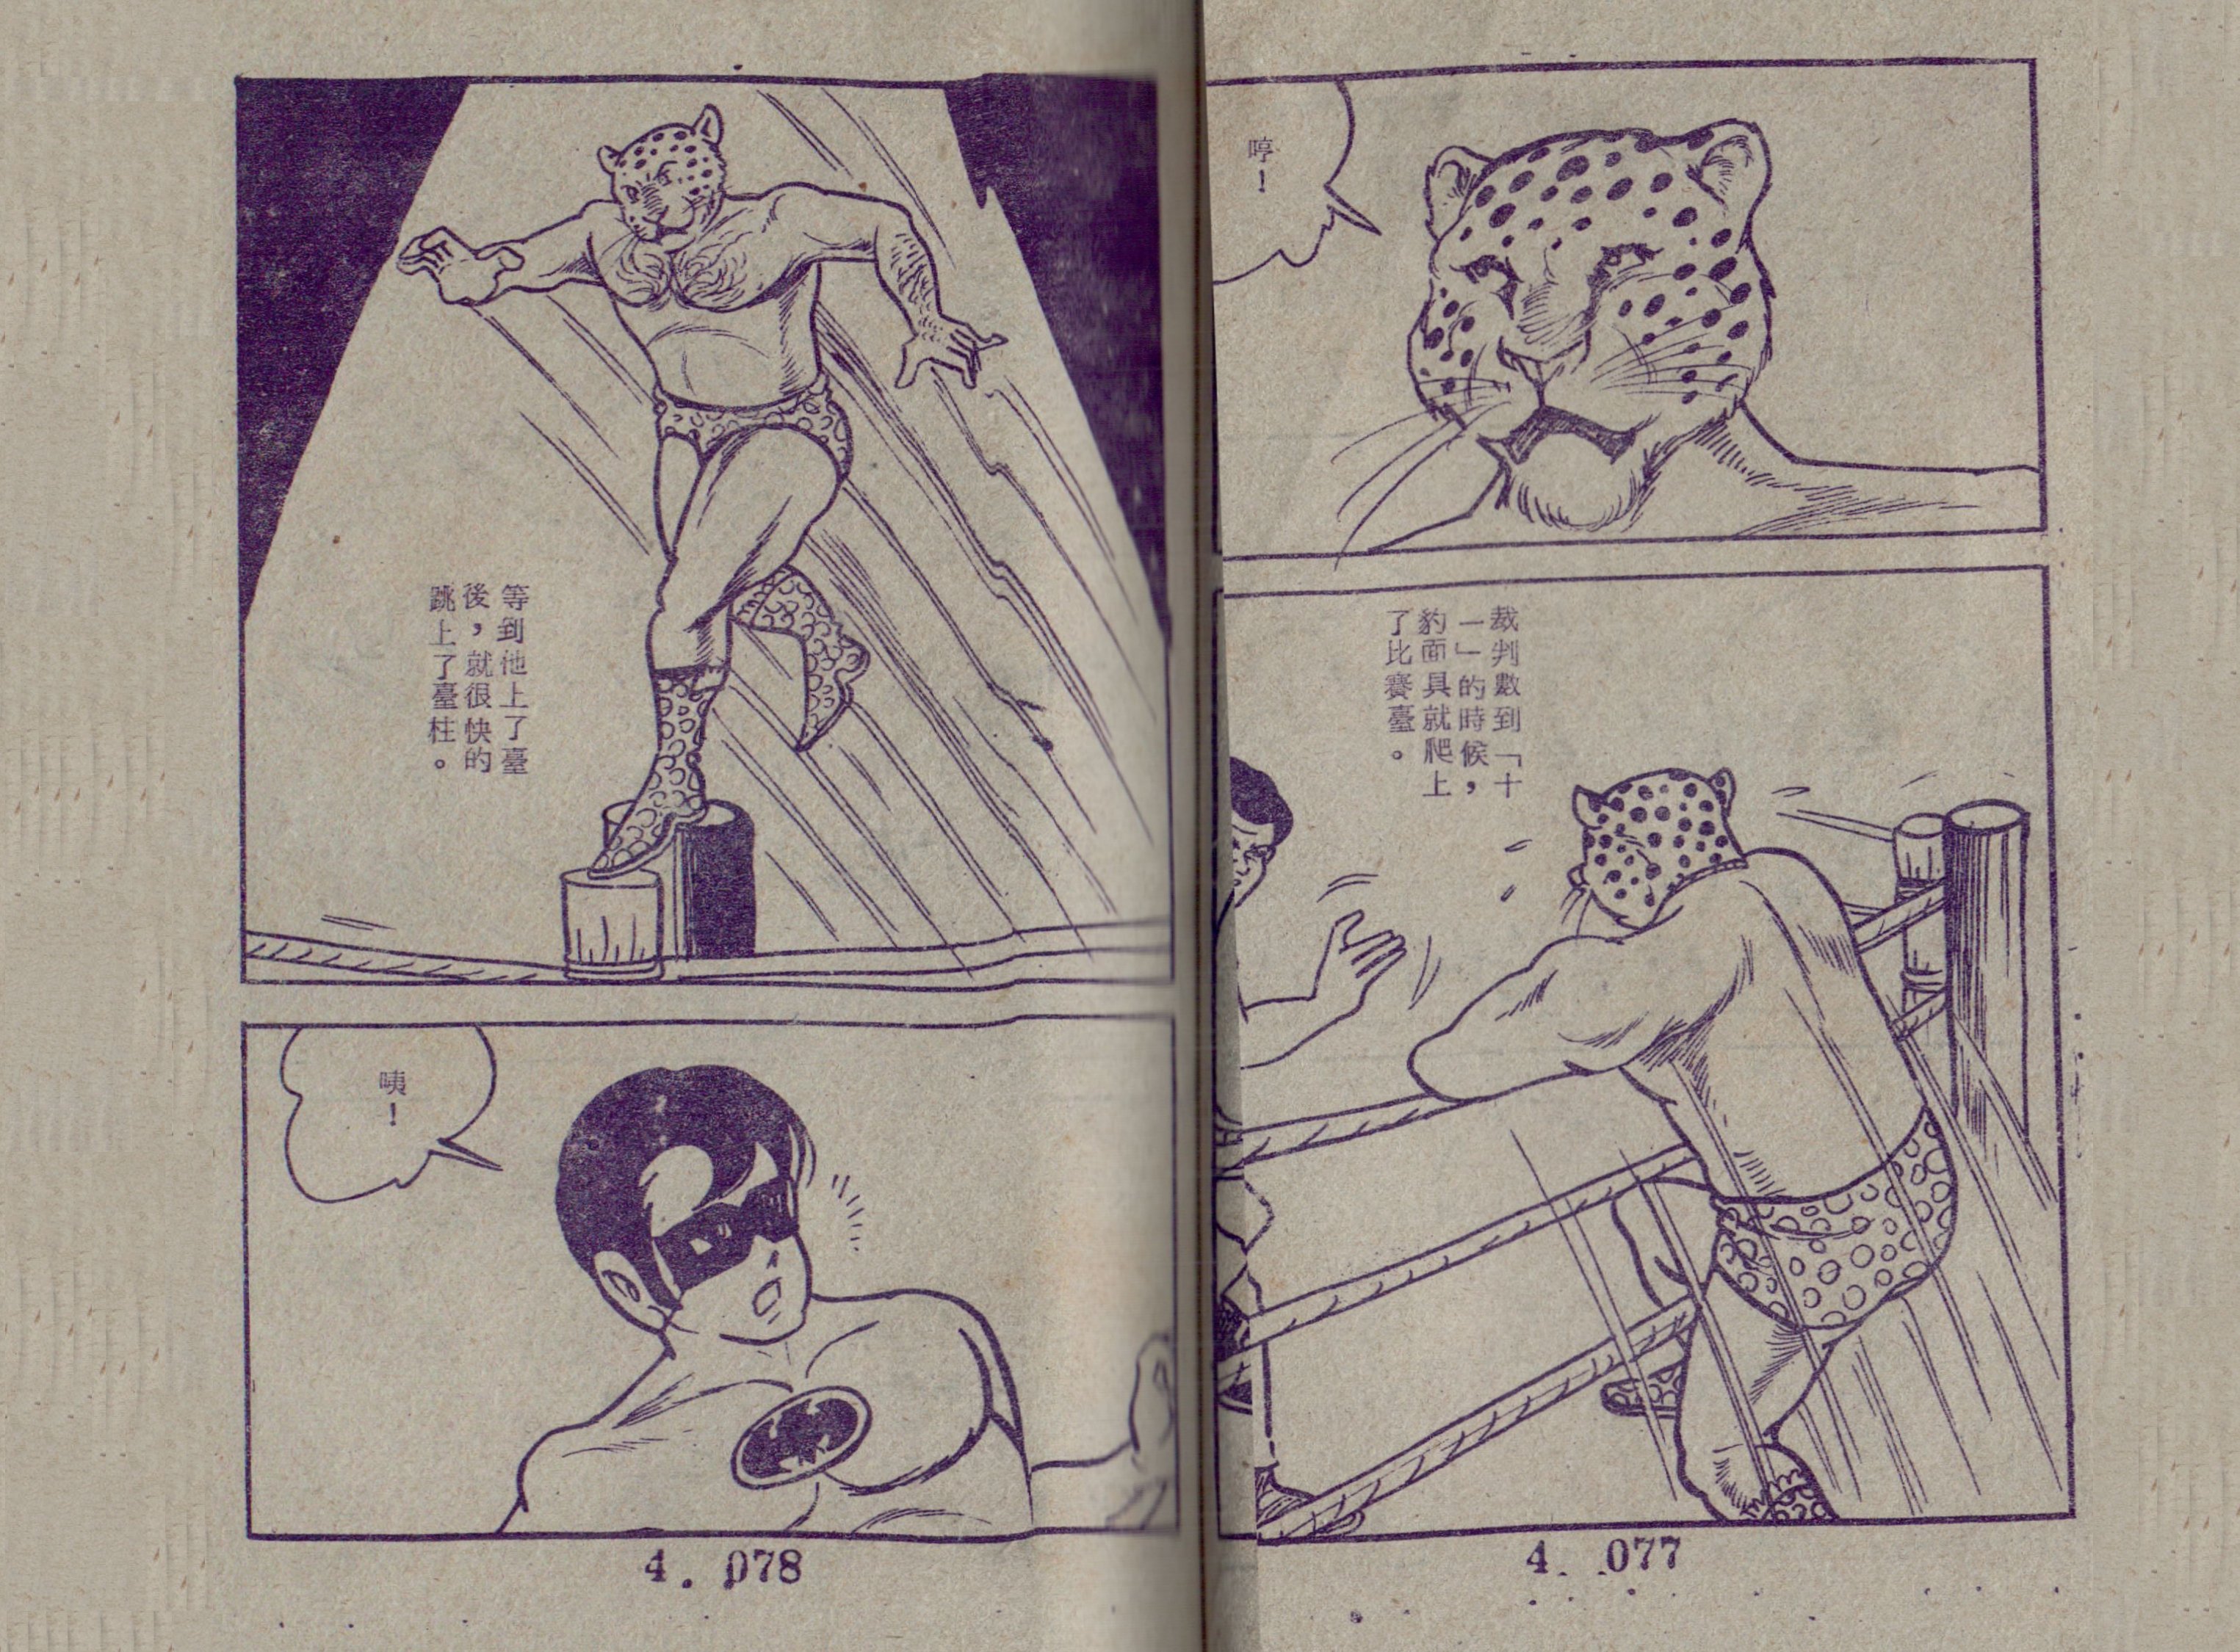 哼！
裁判數到「十
一」的時候，
豹面具就爬上
了比賽臺。
4. 077
等到他上了臺
後，就很快的
跳上了臺柱。
咦！
4. 078